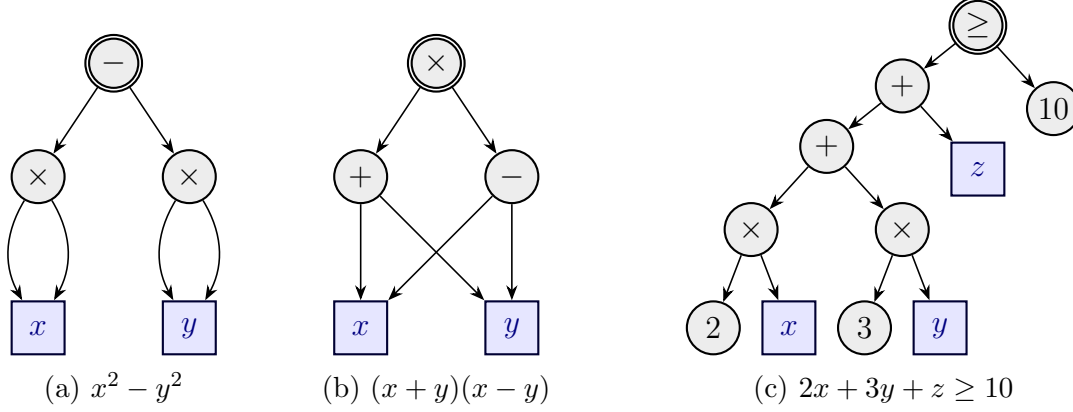 −
×
×
x
y
(a) x² − y²
×
+
−
x
y
(b) (x + y)(x − y)
≥
+
10
+
z
×
×
2
x
3
y
(c) 2x + 3y + z ≥ 10